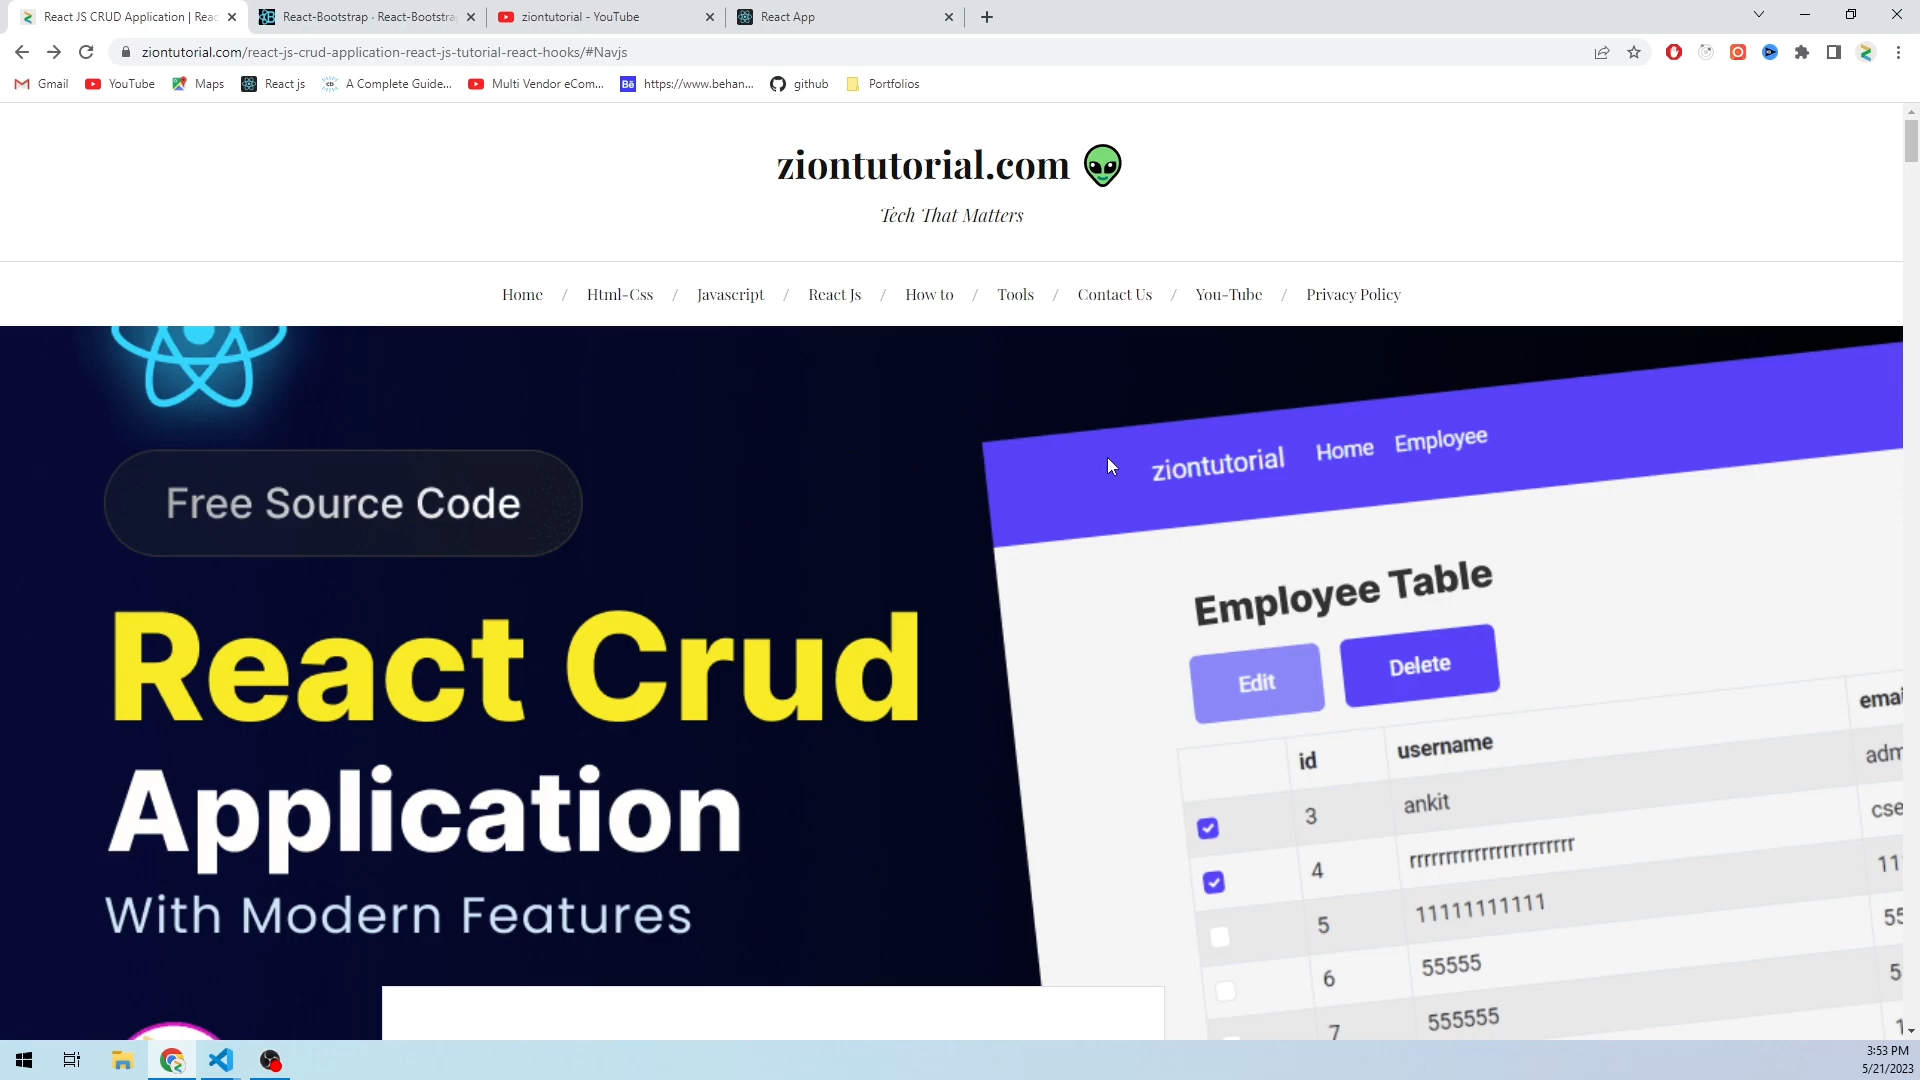 React JS CRUD Application | Reac
React-Bootstrap · React-Bootstra
ziontutorial - YouTube
React App
ziontutorial.com/react-js-crud-application-react-js-tutorial-react-hooks/#Navjs
Gmail
YouTube
Maps
React js
A Complete Guide...
Multi Vendor eCom...
Bē
https://www.behan...
github
Portfolios
ziontutorial.com
Tech That Matters
Home / Html-Css / Javascript / React Js / How to / Tools / Contact Us / You-Tube / Privacy Policy
Free Source Code
React Crud
Application
With Modern Features
ziontutorial Home Employee
Employee Table
Edit Delete
id username emai
3 ankit adm
4 rrrrrrrrrrrrrrrrrrrrrr cse
5 11111111111 11
6 55555 55
7 555555 5
1
3:53 PM
5/21/2023